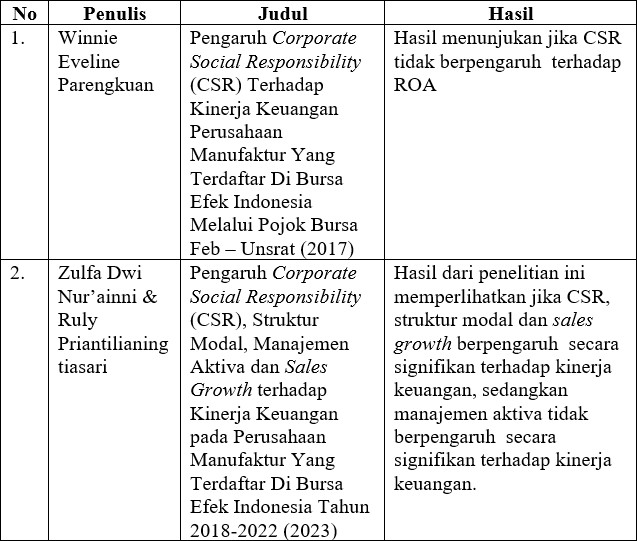 No Penulis Judul Hasil
1. Winnie Eveline Parengkuan
Pengaruh Corporate
Social Responsibility
(CSR) Terhadap
Kinerja Keuangan
Perusahaan
Manufaktur Yang
Terdaftar Di Bursa
Efek Indonesia
Melalui Pojok Bursa
Feb – Unsrat (2017)
Hasil menunjukan jika CSR
tidak berpengaruh terhadap
ROA
2. Zulfa Dwi
Nur’ainni &
Ruly
Priantilianing
tiasari
Pengaruh Corporate
Social Responsibility
(CSR), Struktur
Modal, Manajemen
Aktiva dan Sales
Growth terhadap
Kinerja Keuangan
pada Perusahaan
Manufaktur Yang
Terdaftar Di Bursa
Efek Indonesia Tahun
2018-2022 (2023)
Hasil dari penelitian ini
memperlihatkan jika CSR,
struktur modal dan sales
growth berpengaruh secara
signifikan terhadap kinerja
keuangan, sedangkan
manajemen aktiva tidak
berpengaruh secara
signifikan terhadap kinerja
keuangan.